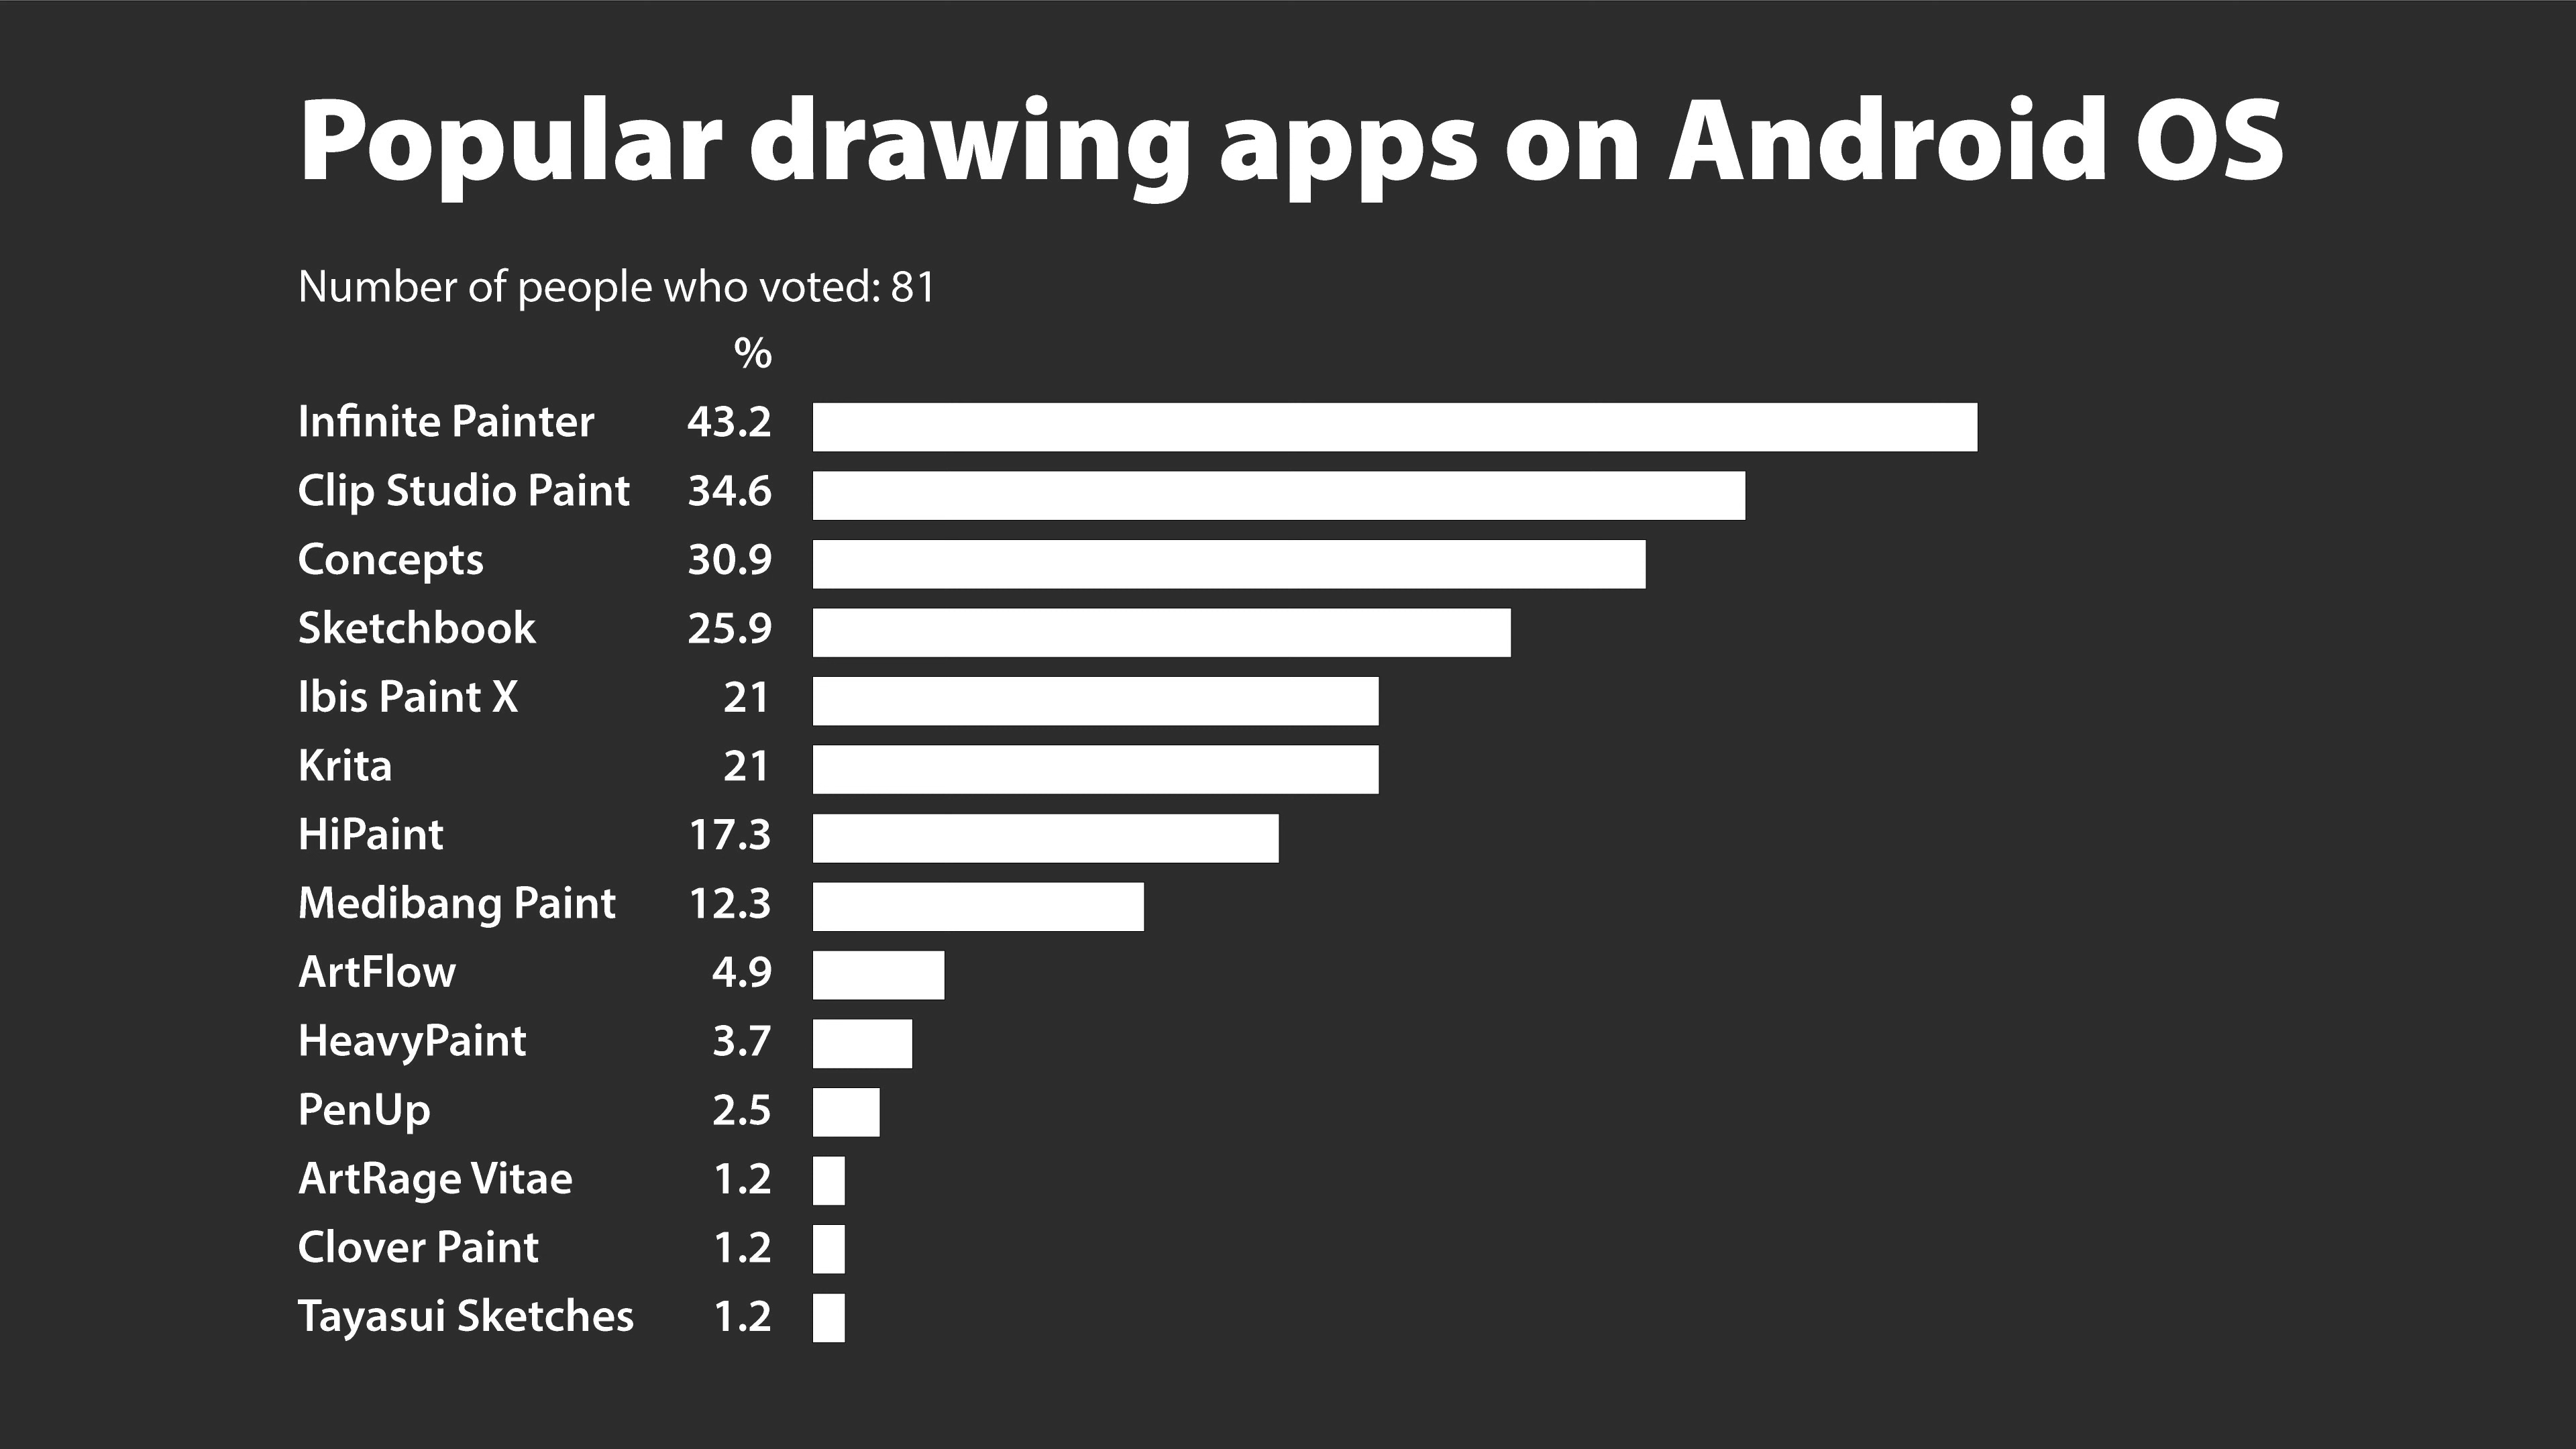 Popular drawing apps on Android OS
Number of people who voted: 81
%
Infinite Painter 43.2
Clip Studio Paint 34.6
Concepts 30.9
Sketchbook 25.9
Ibis Paint X 21
Krita 21
HiPaint 17.3
Medibang Paint 12.3
ArtFlow 4.9
HeavyPaint 3.7
PenUp 2.5
ArtRage Vitae 1.2
Clover Paint 1.2
Tayasui Sketches 1.2